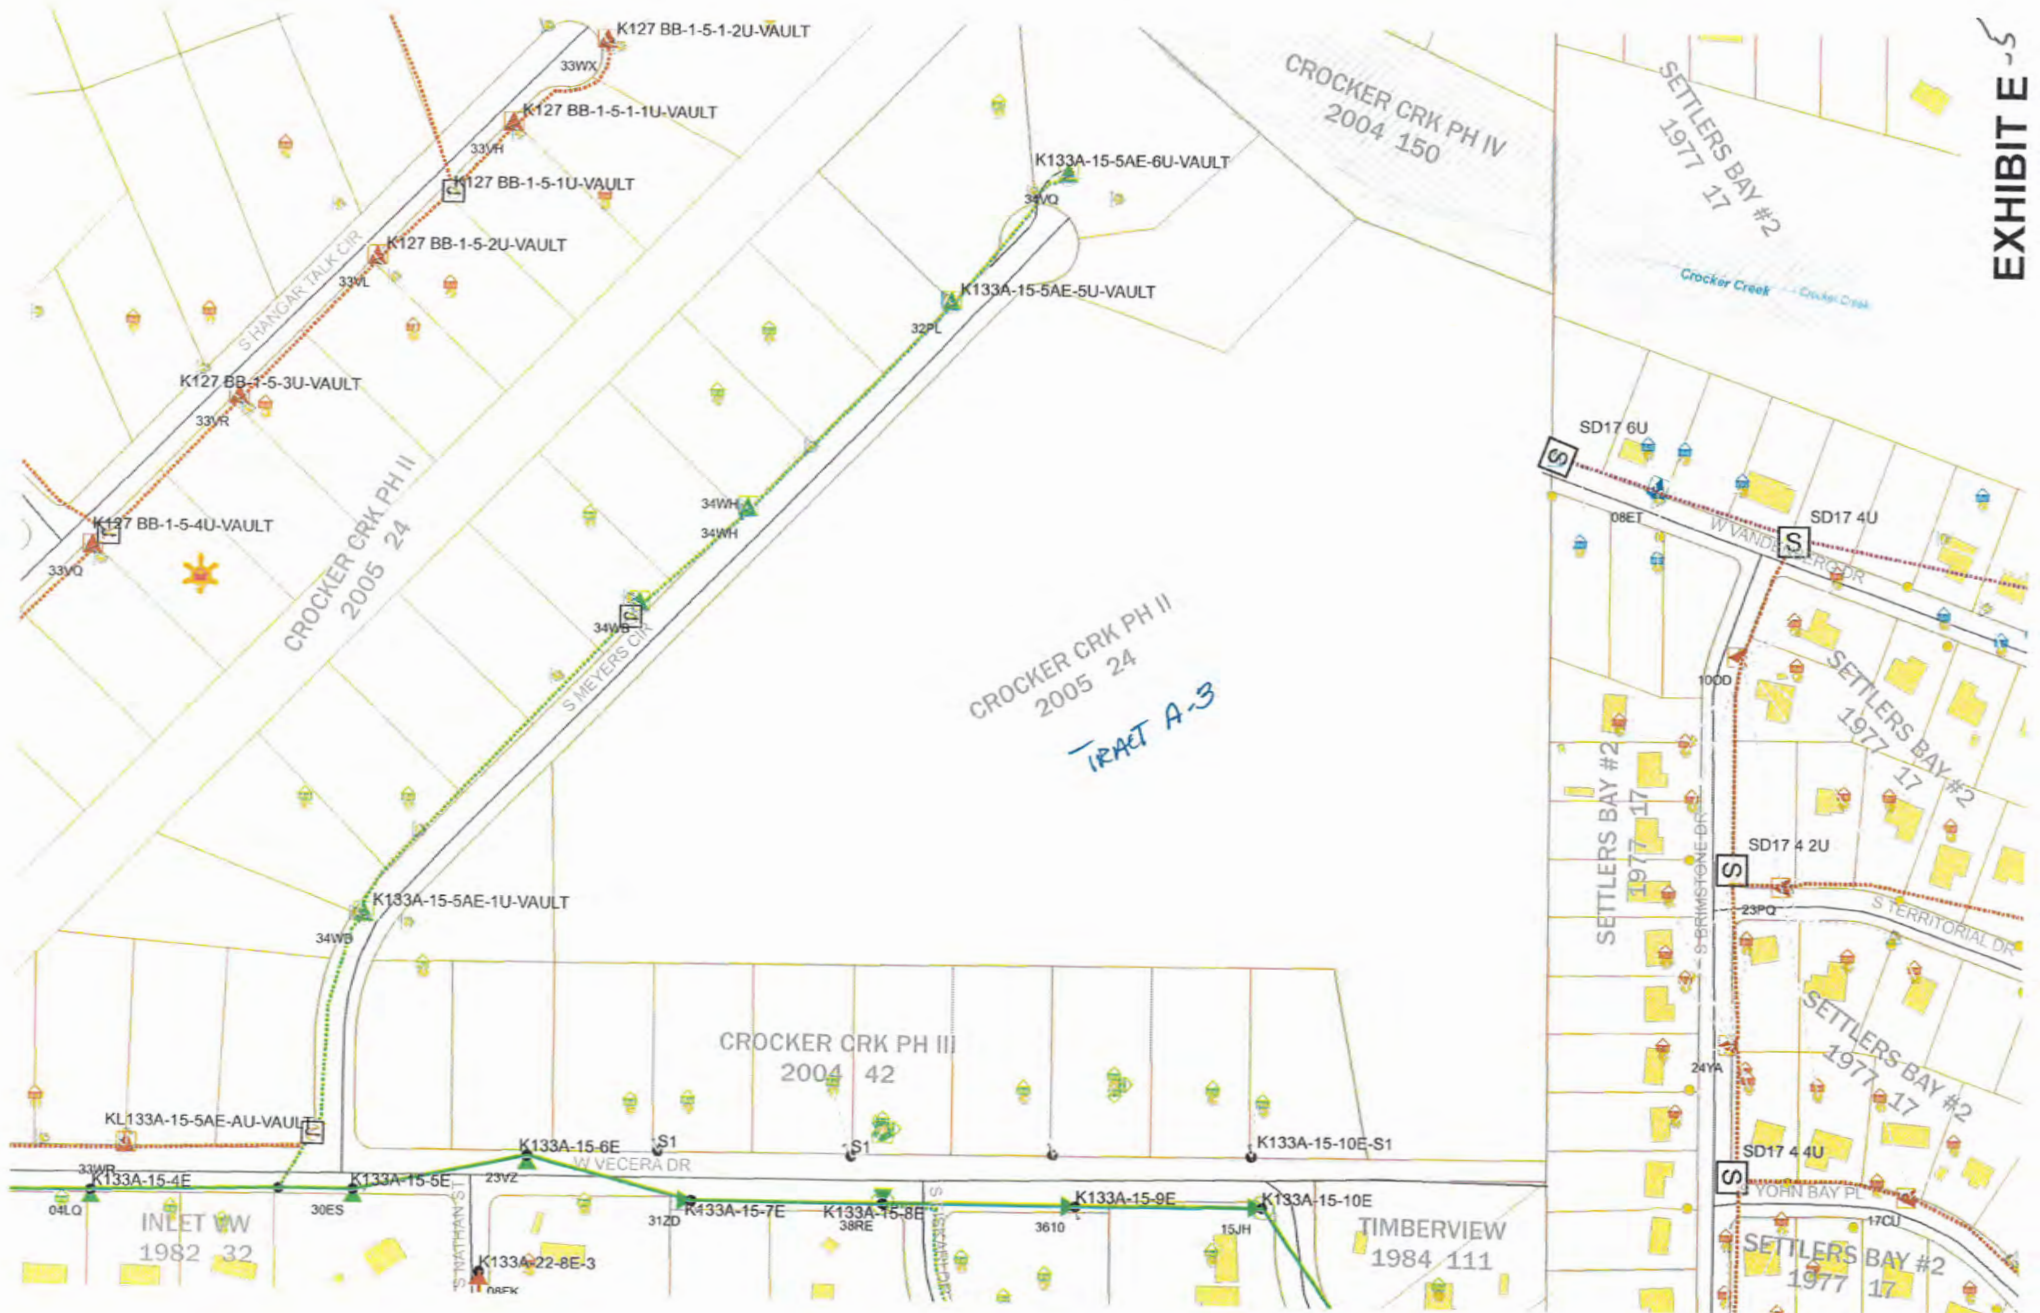 K127 BB-1-5-1-2U-VAULT
33WX
K127 BB-1-5-1-1U-VAULT
33VH
K127 BB-1-5-1U-VAULT
K127 BB-1-5-2U-VAULT
33VL
S HANGAR TALK CIR
K127 BB-1-5-3U-VAULT
33VR
K127 BB-1-5-4U-VAULT
33VQ
CROCKER CRK PH II
2005 24
K133A-15-5AE-6U-VAULT
34VQ
K133A-15-5AE-5U-VAULT
32PL
34WH
34WH
34WB
S MEYERS CIR
K133A-15-5AE-1U-VAULT
34WD
CROCKER CRK PH IV
2004 150
SETTLERS BAY #2
1977 17
EXHIBIT E-5
Crocker Creek
Crocker Creek
CROCKER CRK PH II
2005 24
TRACT A-3
SD17 6U
S
08ET
W VANDENBERG DR
SD17 4U
S
10OD
SETTLERS BAY #2
1977 17
SETTLERS BAY #2
1977 17
S BRIMSTONE DR
SD17 4 2U
S
23PQ
S TERRITORIAL DR
SETTLERS BAY #2
1977 17
24YA
SD17 4 4U
S
S YOHN BAY PL
17CU
SETTLERS BAY #2
1977 17
CROCKER CRK PH III
2004 42
KL133A-15-5AE-AU-VAULT
33WR
K133A-15-4E
04LQ
K133A-15-5E
30ES
K133A-15-6E
23VZ
S1
S1
W VECERA DR
K133A-15-10E-S1
K133A-15-7E
312D
K133A-15-8E
38RE
K133A-15-9E
3610
K133A-15-10E
15JH
INLET VW
1982 32
S NATHAN ST
K133A-22-8E-3
08EK
TIMBERVIEW
1984 111